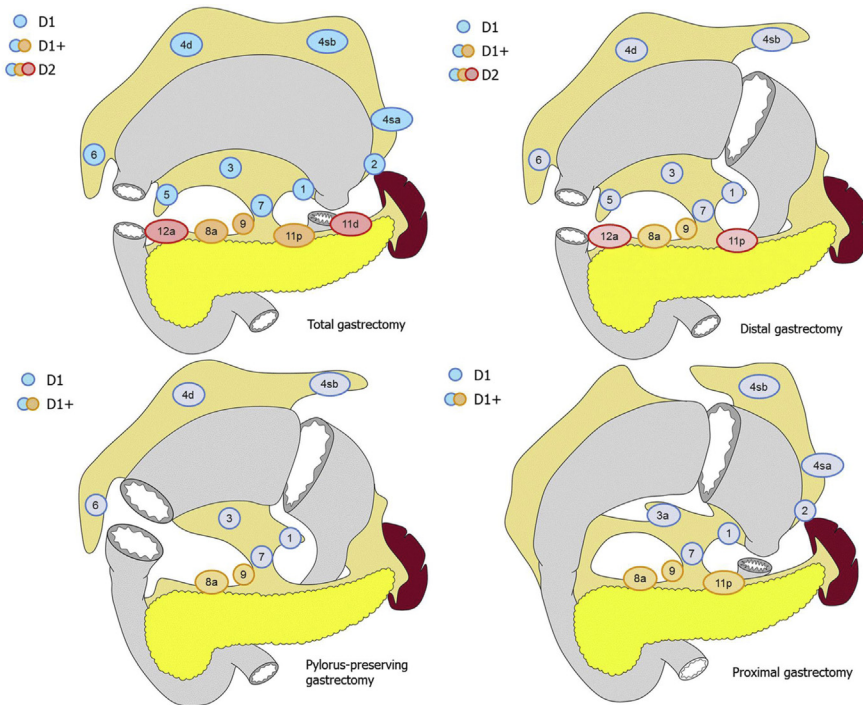 D1
D1+
D2
4d
4sb
4sa
6
3
2
5
1
7
12a
8a
9
11p
11d
Total gastrectomy
D1
D1+
D2
4d
4sb
6
3
5
7
1
12a
8a
9
11p
Distal gastrectomy
D1
D1+
4d
4sb
6
3
1
7
8a
9
Pylorus-preserving
gastrectomy
D1
D1+
4sb
4sa
3a
2
1
7
8a
9
11p
Proximal gastrectomy